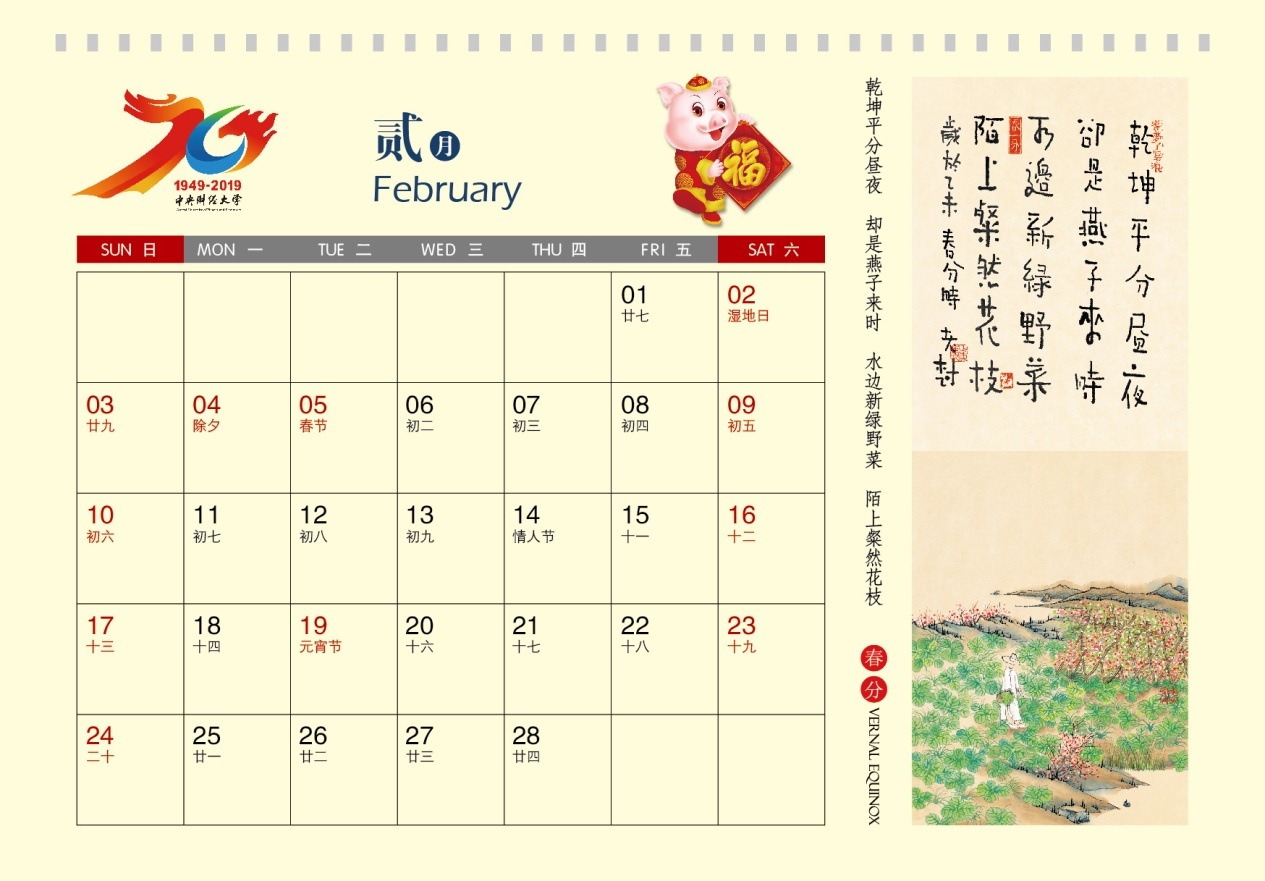 1949-2019
中央财经大学
贰月
February
福
SUN 日 MON 一 TUE 二 WED 三 THU 四 FRI 五 SAT 六
01 02
廿七 湿地日
03 04 05 06 07 08 09
廿九 除夕 春节 初二 初三 初四 初五
10 11 12 13 14 15 16
初六 初七 初八 初九 情人节 十一 十二
17 18 19 20 21 22 23
十三 十四 元宵节 十六 十七 十八 十九
24 25 26 27 28
二十 廿一 廿二 廿三 廿四
乾坤平分昼夜 却是燕子来时 水边新绿野菜 陌上粲然花枝
春分
VERNAL EQUINOX
乾坤平分昼夜
卻是燕子來時
水邉新緑野菜
陌上粲然花枝
歲於乙未春分時